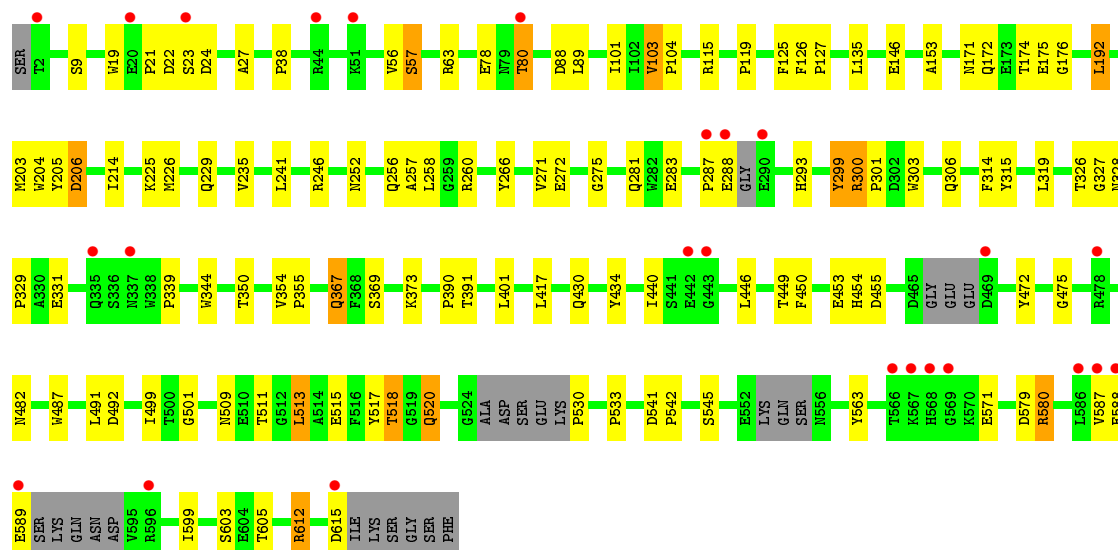 SER T2 S9 W19 E20 P21 D22 S23 D24 A27 P38 R44 K51 V56 S57 R63 E78 N79 T80 D88 L89 I101 I102 V103 P104 R115 P119 F125 F126 P127 L135 E146 A153 N171 Q172 E173 T174 E175 G176 L192
M203 W204 Y205 D206 I214 K225 M226 Q229 V235 L241 R246 N252 Q256 A257 L258 G259 R260 Y266 V271 E272 G275 Q281 W282 E283 P287 E288 GLY E290 H293 Y299 R300 P301 D302 W303 Q306 F314 Y315 L319 T326 G327 N328
P329 A330 E331 Q335 S336 N337 W338 P339 W344 T350 V354 P355 Q367 F368 S369 K373 P390 T391 L401 L417 Q430 Y434 I440 S441 E442 G443 L446 T449 F450 E453 H454 D455 D465 GLY GLU GLU D469 Y472 G475 R478
N482 W487 L491 D492 I499 T500 G501 N509 E510 T511 G512 L513 A514 E515 F516 Y517 T518 G519 Q520 G524 ALA ASP SER GLU LYS P530 P533 D541 P542 S545 E552 LYS GLN SER N556 Y563 T566 K567 H568 G569 K570 E571 D579 R580 L586 V587 E588
E589 SER LYS GLN ASN ASP V595 R596 I599 S603 E604 T605 R612 D615 ILE LYS SER GLY SER PHE